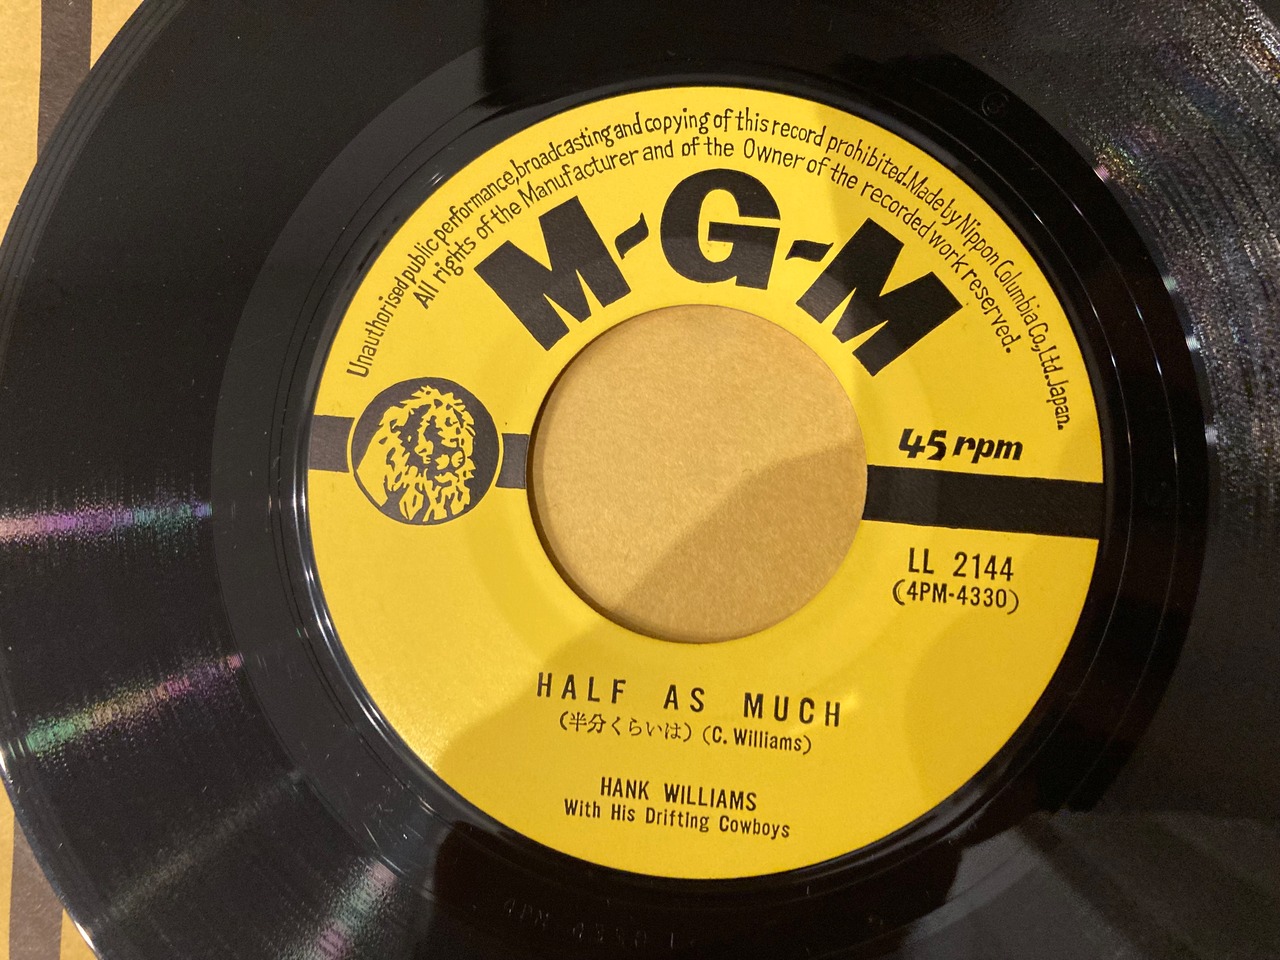 Unauthorised public performance, broadcasting and copying of this record prohibited. Made by Nippon Columbia Co., Ltd. Japan.
All rights of the Manufacturer and of the Owner of the recorded work reserved.
M-G-M
45 rpm
LL 2144
(4PM-4330)
HALF AS MUCH
(半分くらいは) (C. Williams)
HANK WILLIAMS
With His Drifting Cowboys